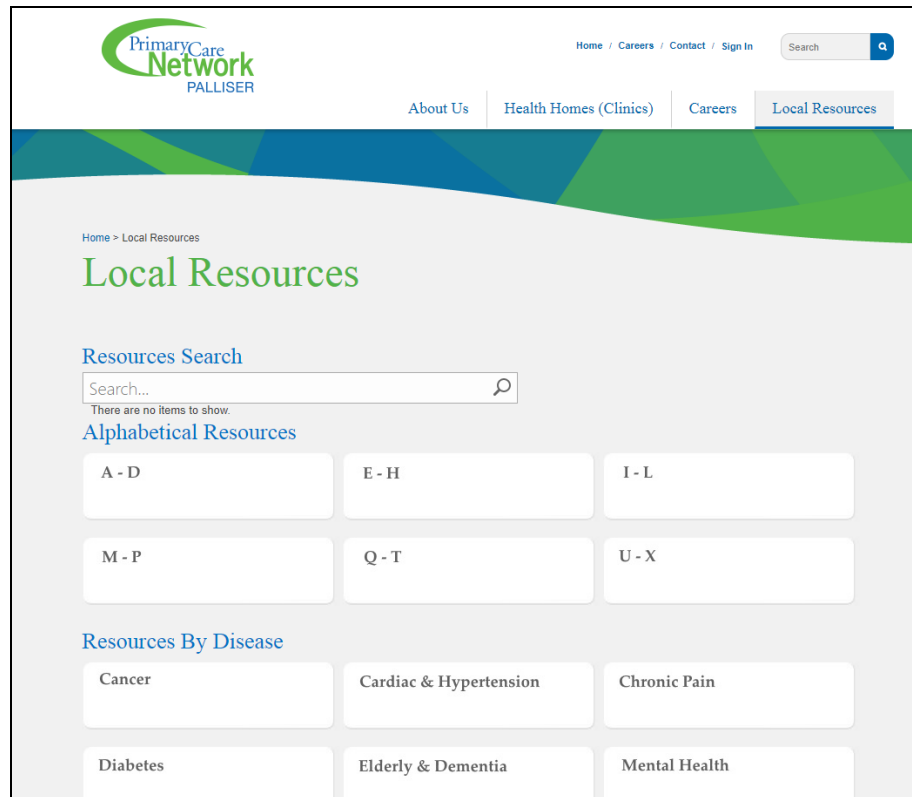 PrimaryCare
Network
PALLISER
Home / Careers / Contact / Sign In
Search
About Us
Health Homes (Clinics)
Careers
Local Resources
Home > Local Resources
Local Resources
Resources Search
Search...
There are no items to show.
Alphabetical Resources
A - D
E - H
I - L
M - P
Q - T
U - X
Resources By Disease
Cancer
Cardiac & Hypertension
Chronic Pain
Diabetes
Elderly & Dementia
Mental Health